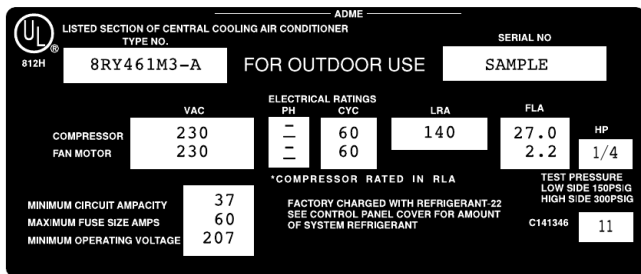 ADME
UL®
LISTED SECTION OF CENTRAL COOLING AIR CONDITIONER
TYPE NO.
SERIAL NO
812H
8RY461M3-A
FOR OUTDOOR USE
SAMPLE
ELECTRICAL RATINGS
VAC PH CYC LRA FLA HP
COMPRESSOR 230 – 60 140 27.0
FAN MOTOR 230 – 60 2.2 1/4
*COMPRESSOR RATED IN RLA
TEST PRESSURE
LOW SIDE 150PSIG
HIGH SIDE 300PSIG
MINIMUM CIRCUIT AMPACITY 37
MAXIMUM FUSE SIZE AMPS 60
MINIMUM OPERATING VOLTAGE 207
FACTORY CHARGED WITH REFRIGERANT-22
SEE CONTROL PANEL COVER FOR AMOUNT
OF SYSTEM REFRIGERANT
C141346 11